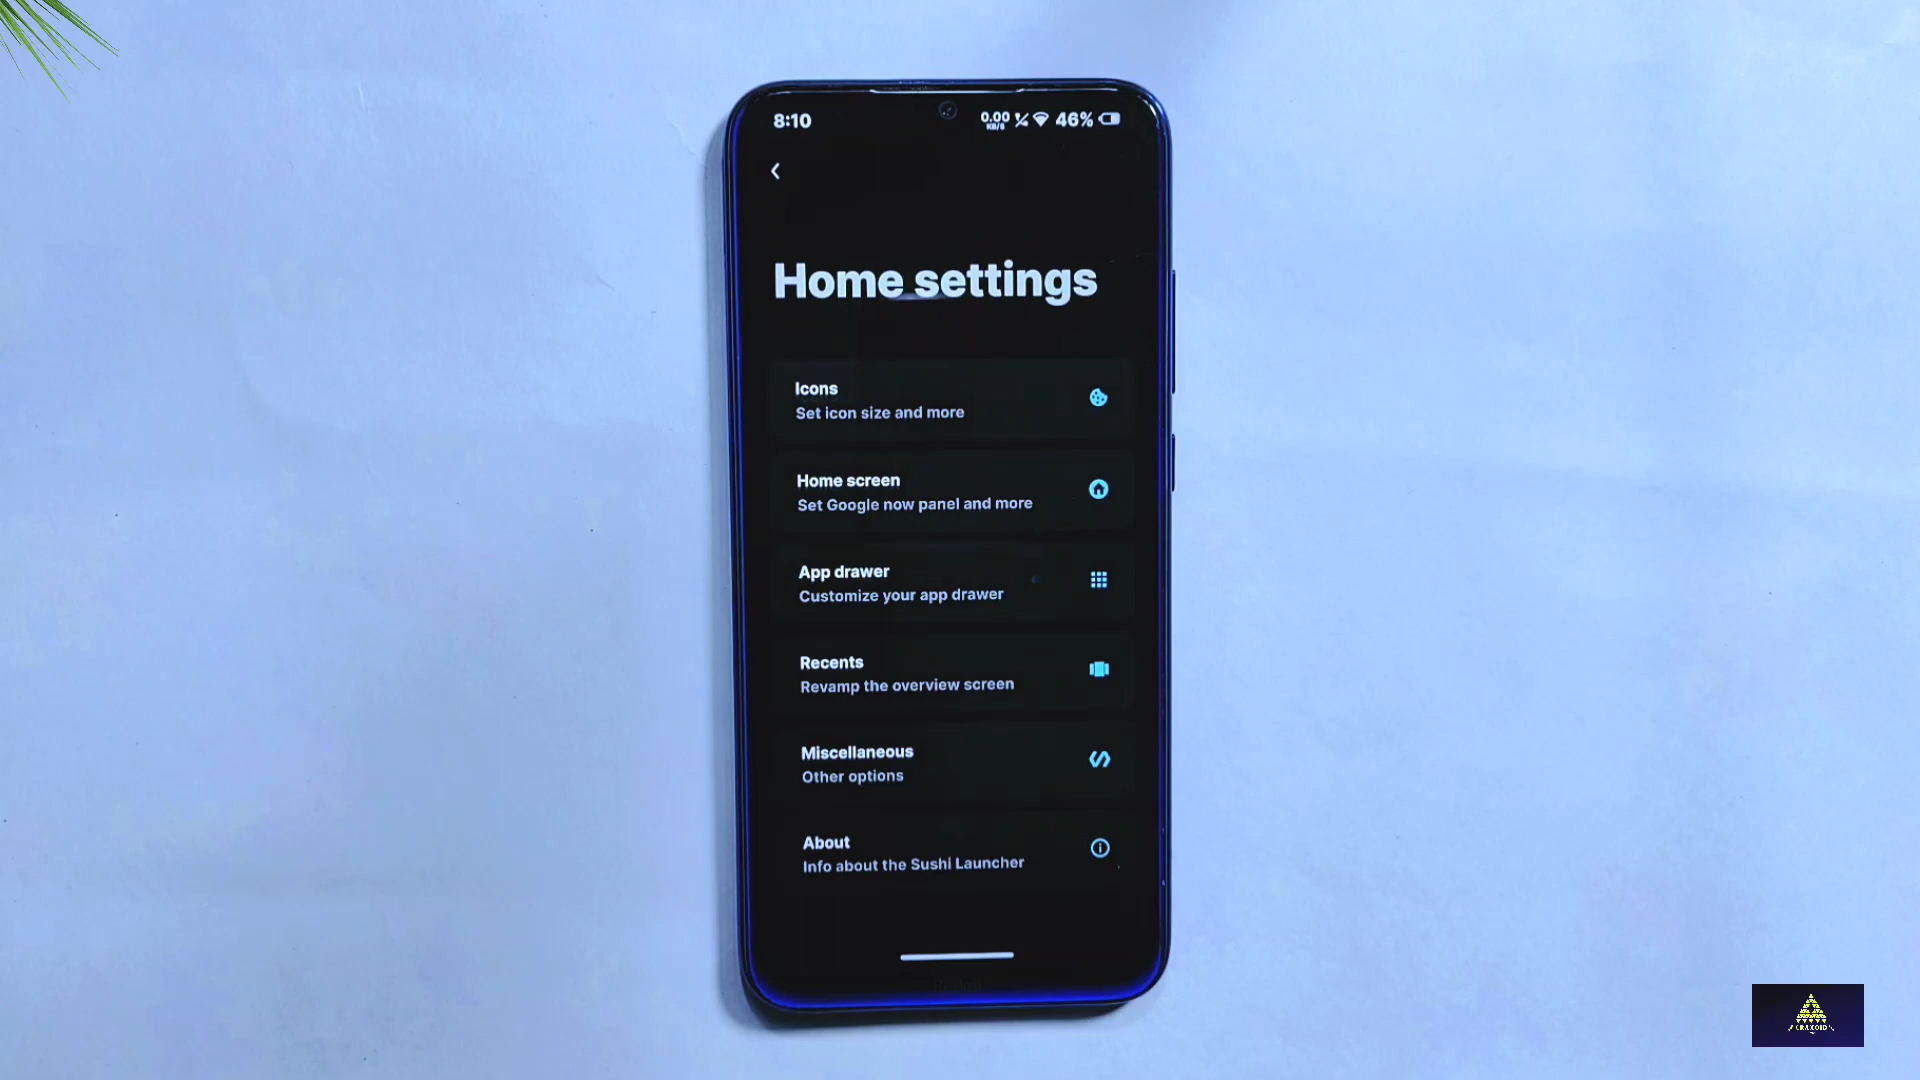 8:10
0.00
KB/S
46%
Home settings
Icons
Set icon size and more
Home screen
Set Google now panel and more
App drawer
Customize your app drawer
Recents
Revamp the overview screen
Miscellaneous
Other options
About
Info about the Sushi Launcher